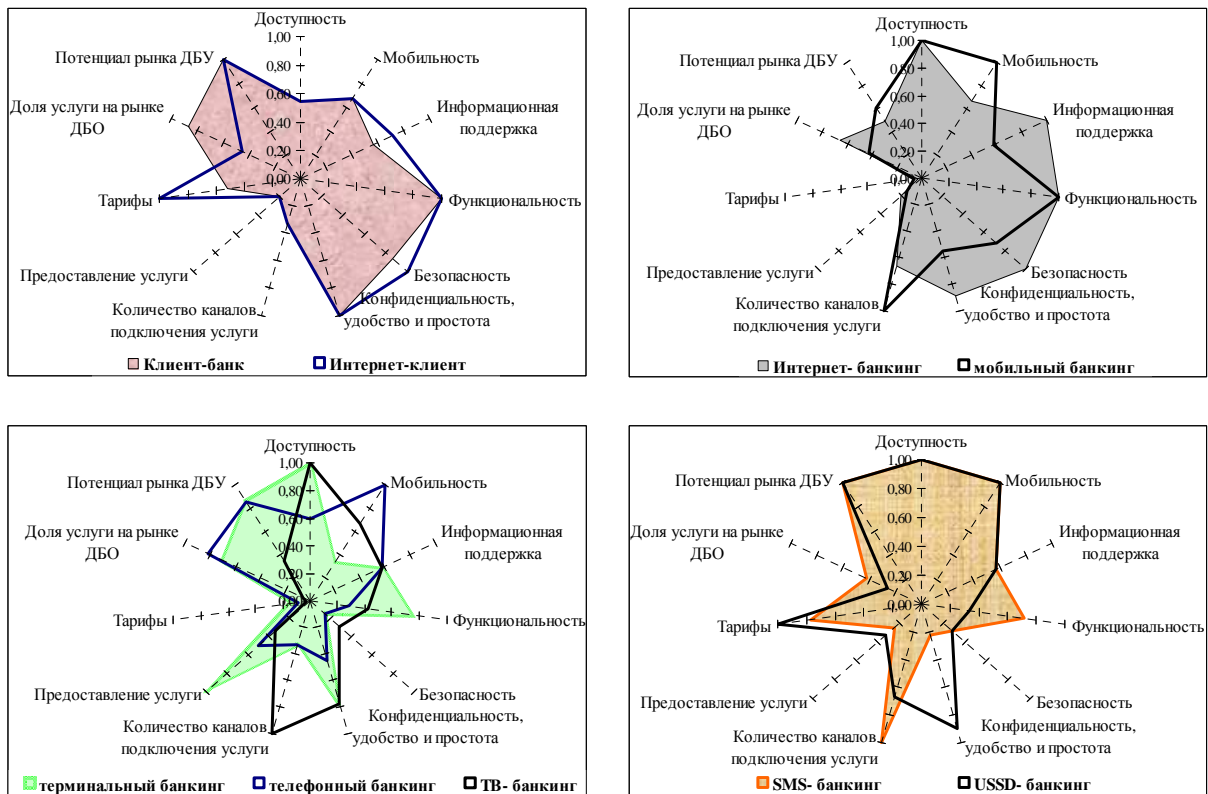 Доступность
1,00
Потенциал рынка ДБУ
Мобильность
0,80
Доля услуги на рынке
ДБО
0,60
Информационная
поддержка
0,40
0,20
0,00
Тарифы
Функциональность
Предоставление услуги
Безопасность
Количество каналов
подключения услуги
Конфиденциальность,
удобство и простота
Клиент-банк
Интернет-клиент
Доступность
1,00
Потенциал рынка ДБУ
Мобильность
0,80
Доля услуги на рынке
ДБО
0,60
Информационная
поддержка
0,40
0,20
0,00
Тарифы
Функциональность
Предоставление услуги
Безопасность
Количество каналов
подключения услуги
Конфиденциальность,
удобство и простота
Интернет- банкинг
мобильный банкинг
Доступность
1,00
Потенциал рынка ДБУ
Мобильность
0,80
Доля услуги на рынке
ДБО
0,60
Информационная
поддержка
0,40
0,20
0,00
Тарифы
Функциональность
Предоставление услуги
Безопасность
Количество каналов
подключения услуги
Конфиденциальность,
удобство и простота
терминальный банкинг
телефонный банкинг
ТВ- банкинг
Доступность
1,00
Потенциал рынка ДБУ
Мобильность
0,80
Доля услуги на рынке
ДБО
0,60
Информационная
поддержка
0,40
0,20
0,00
Тарифы
Функциональность
Предоставление услуги
Безопасность
Количество каналов
подключения услуги
Конфиденциальность,
удобство и простота
SMS- банкинг
USSD- банкинг